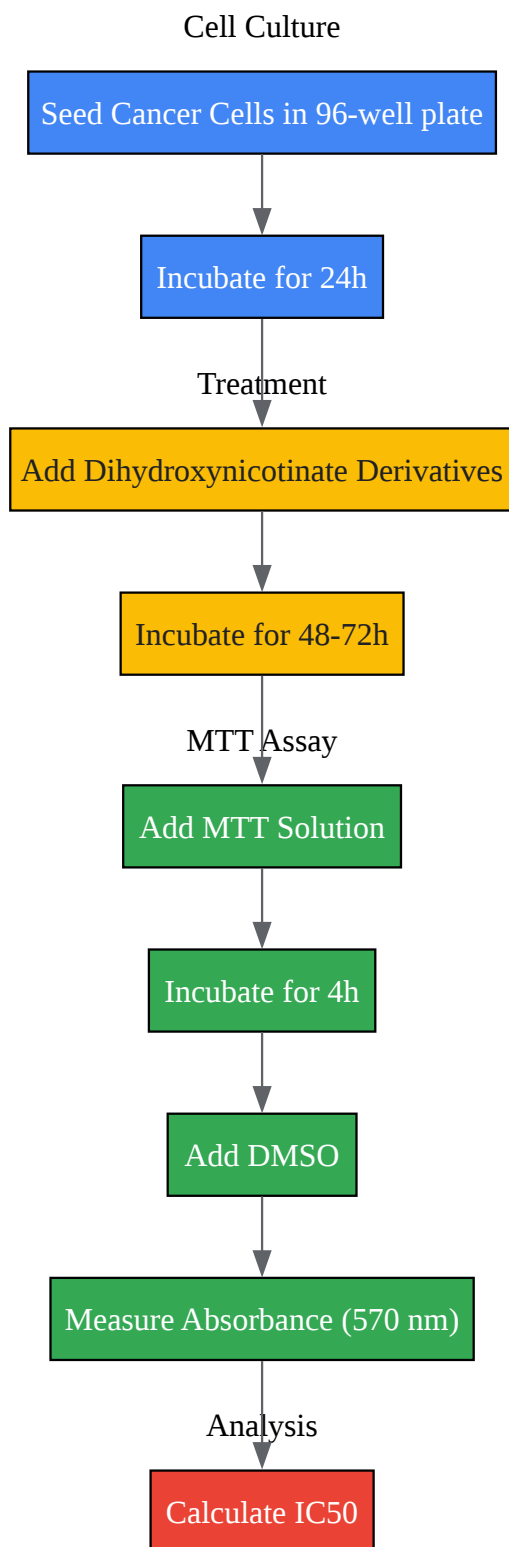 Cell Culture
Seed Cancer Cells in 96-well plate
Incubate for 24h
Treatment
Add Dihydroxynicotinate Derivatives
Incubate for 48-72h
MTT Assay
Add MTT Solution
Incubate for 4h
Add DMSO
Measure Absorbance (570 nm)
Analysis
Calculate IC50